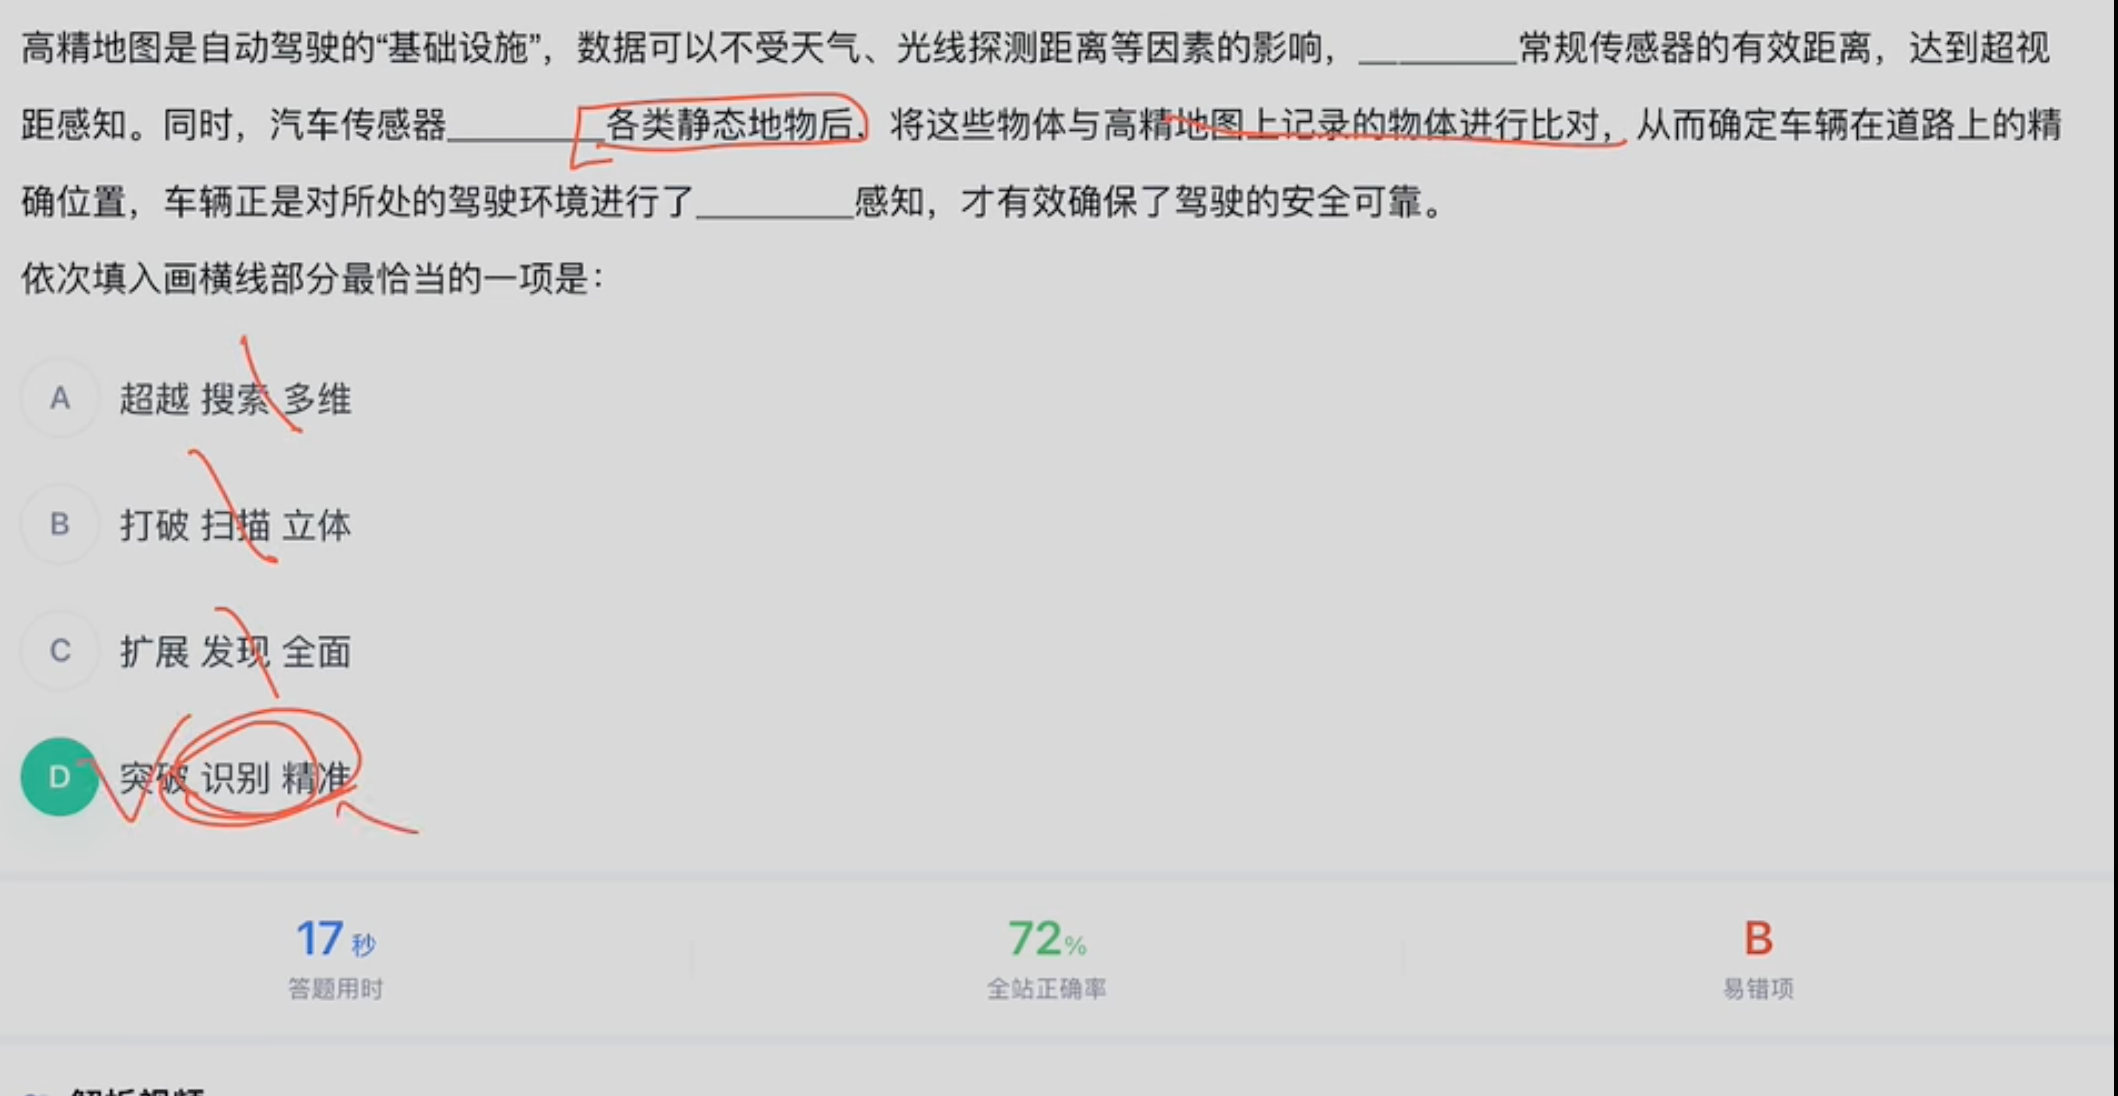 高精地图是自动驾驶的“基础设施”，数据可以不受天气、光线探测距离等因素的影响，________常规传感器的有效距离，达到超视
距感知。同时，汽车传感器________各类静态地物后，将这些物体与高精地图上记录的物体进行比对，从而确定车辆在道路上的精
确位置，车辆正是对所处的驾驶环境进行了________感知，才有效确保了驾驶的安全可靠。
依次填入画横线部分最恰当的一项是：
A 超越 搜索 多维
B 打破 扫描 立体
C 扩展 发现 全面
D 突破 识别 精准
17秒 72% B
答题用时 全站正确率 易错项
解析视频